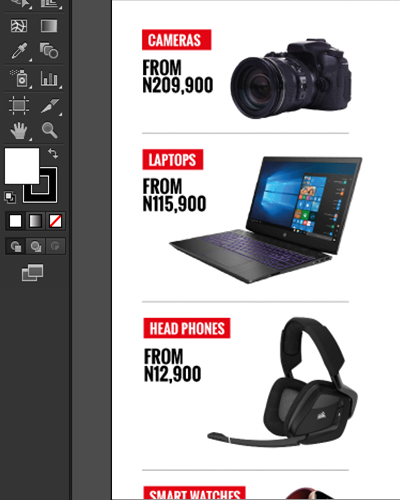 CAMERAS
FROM
N209,900
LAPTOPS
FROM
N115,900
HEAD PHONES
FROM
N12,900
SMART WATCHES